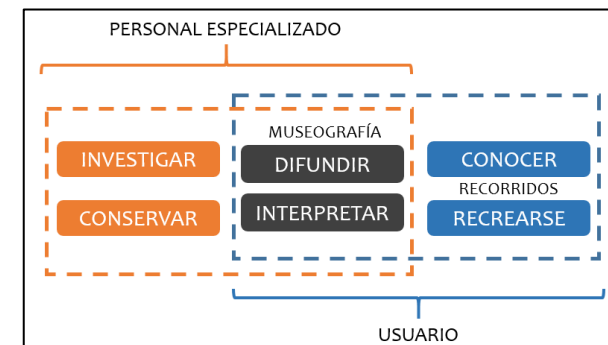 PERSONAL ESPECIALIZADO
MUSEOGRAFÍA
INVESTIGAR
DIFUNDIR
CONOCER
RECORRIDOS
CONSERVAR
INTERPRETAR
RECREARSE
USUARIO